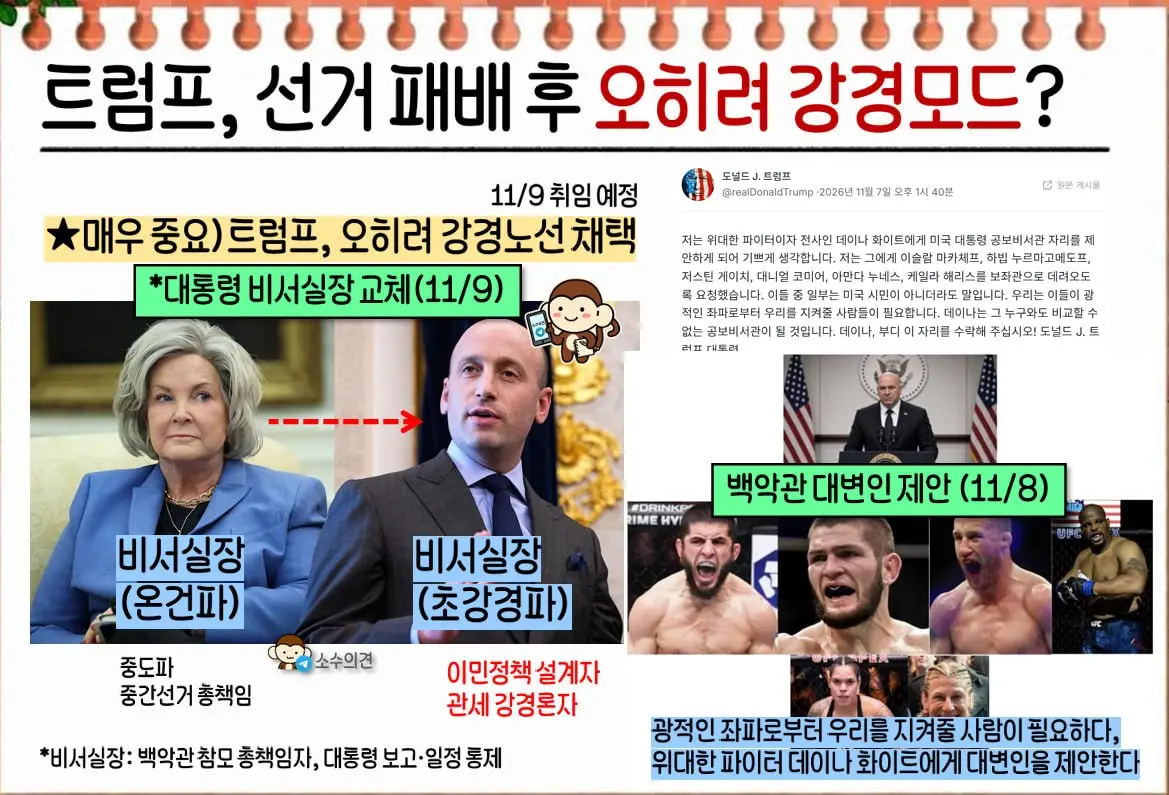 트럼프, 선거 패배 후 오히려 강경모드?
11/9 취임 예정
★매우 중요) 트럼프, 오히려 강경노선 채택
*대통령 비서실장 교체(11/9)
비서실장
(온건파)
비서실장
(초강경파)
소수의견
중도파
중간선거 총책임
이민정책 설계자
관세 강경론자
*비서실장: 백악관 참모 총책임자, 대통령 보고·일정 통제
도널드 J. 트럼프
@realDonaldTrump ·2026년 11월 7일 오후 1시 40분
원본 게시물
저는 위대한 파이터이자 전사인 데이나 화이트에게 미국 대통령 공보비서관 자리를 제
안하게 되어 기쁘게 생각합니다. 저는 그에게 이슬람 마카체프, 하빕 누르마고메도프,
저스틴 게이치, 대니얼 코미어, 아만다 누네스, 케일라 해리스를 보좌관으로 데려오도
록 요청했습니다. 이들 중 일부는 미국 시민이 아니더라도 말입니다. 우리는 이들이 광
적인 좌파로부터 우리를 지켜줄 사람들이 필요합니다. 데이나는 그 누구와도 비교할 수
없는 공보비서관이 될 것입니다. 데이나, 부디 이 자리를 수락해 주십시오! 도널드 J. 트
럼프 대통령
백악관 대변인 제안 (11/8)
UFC
광적인 좌파로부터 우리를 지켜줄 사람이 필요하다,
위대한 파이터 데이나 화이트에게 대변인을 제안한다